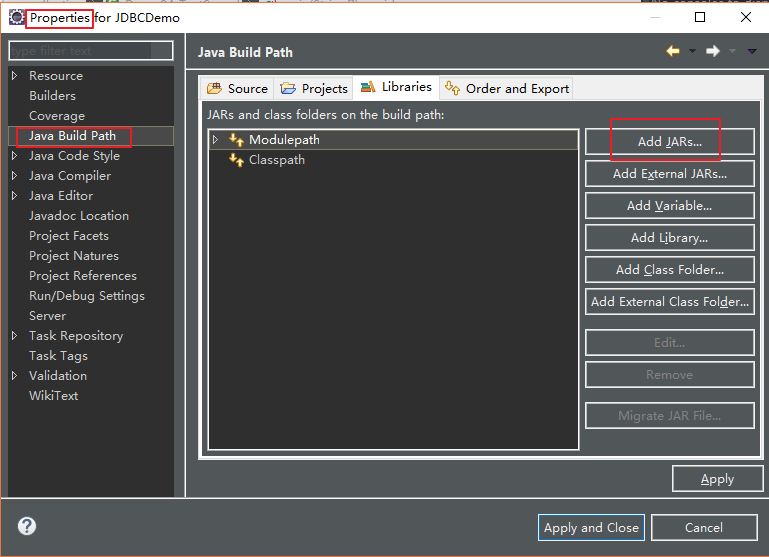 Properties for JDBCDemo
type filter text
Resource
Builders
Coverage
Java Build Path
Java Code Style
Java Compiler
Java Editor
Javadoc Location
Project Facets
Project Natures
Project References
Run/Debug Settings
Server
Task Repository
Task Tags
Validation
WikiText
Java Build Path
Source Projects Libraries Order and Export
JARs and class folders on the build path:
Modulepath
Classpath
Add JARs...
Add External JARs...
Add Variable...
Add Library...
Add Class Folder...
Add External Class Folder...
Edit...
Remove
Migrate JAR File...
Apply
?
Apply and Close Cancel